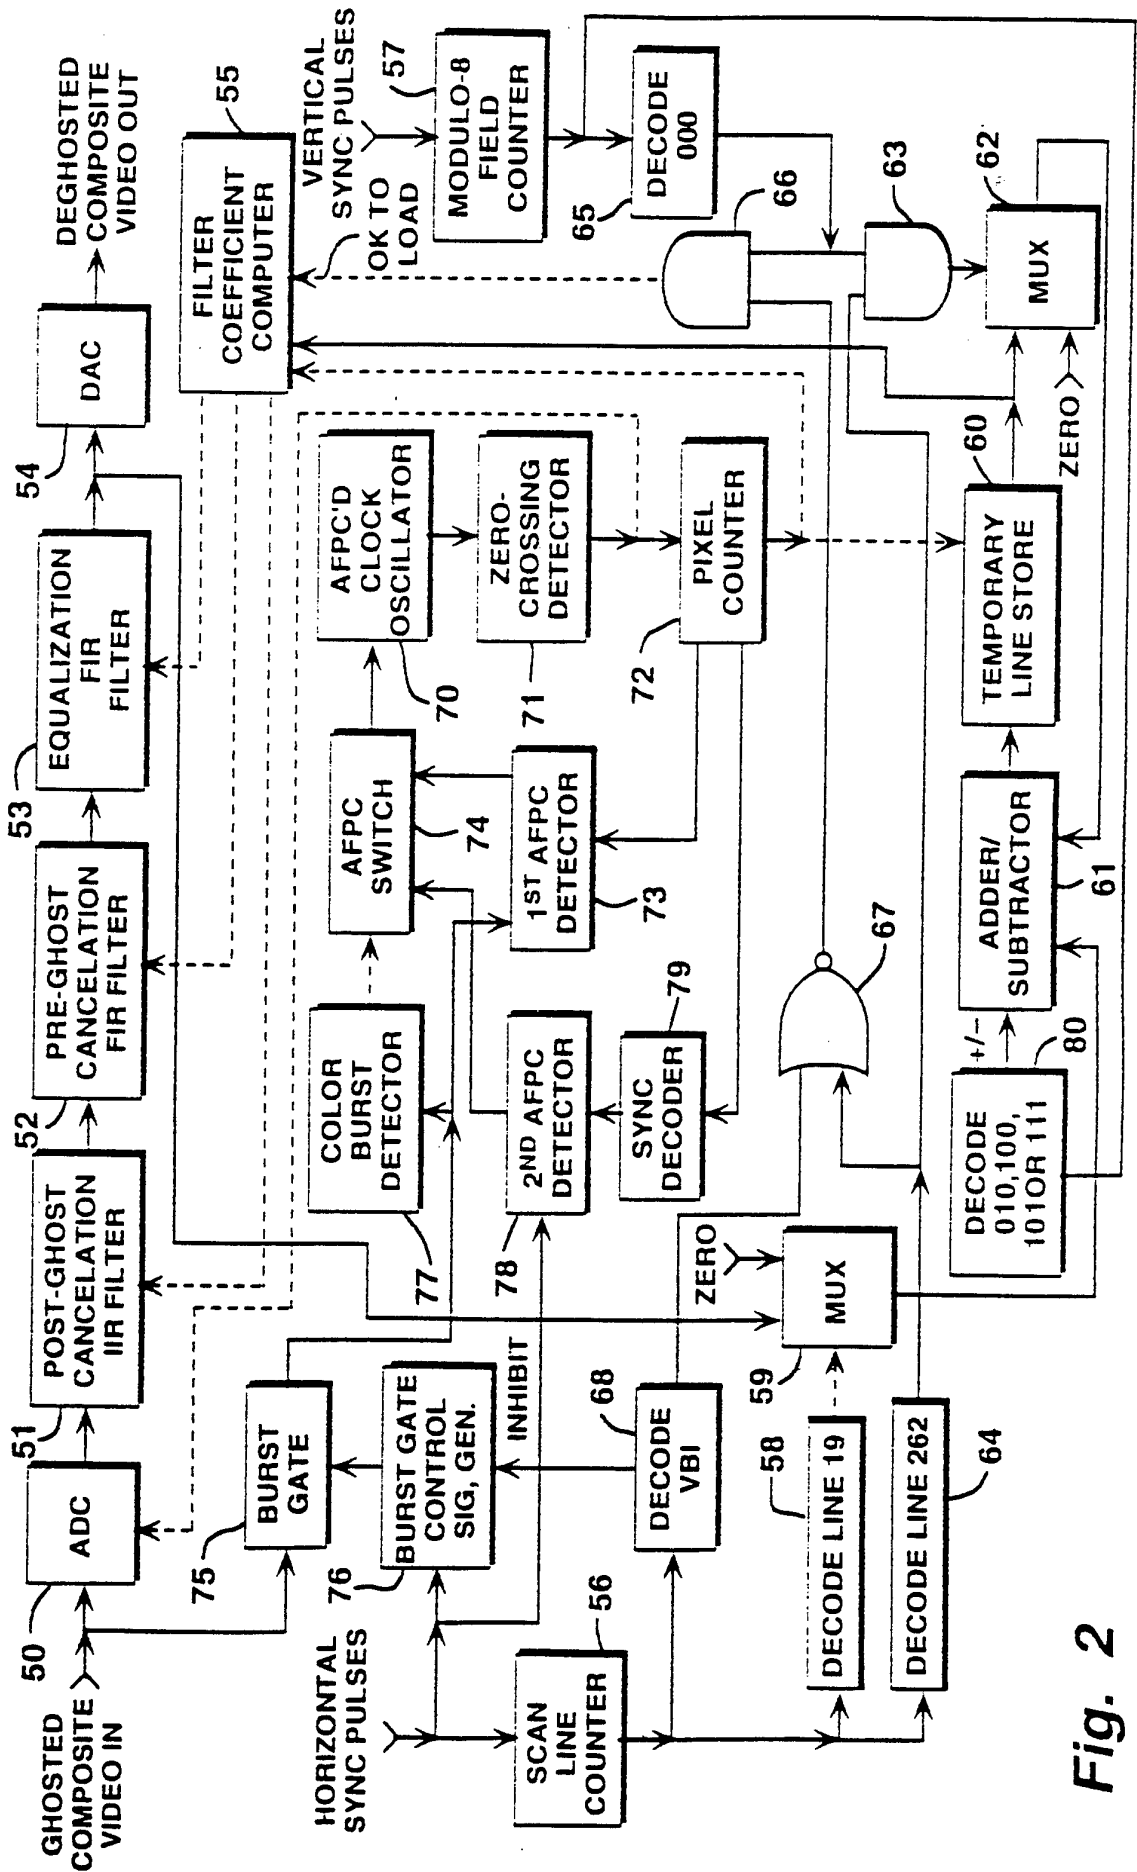 GHOSTED
COMPOSITE
VIDEO IN
50
ADC
51
POST-GHOST
CANCELATION
IIR FILTER
52
PRE-GHOST
CANCELATION
FIR FILTER
53
EQUALIZATION
FIR
FILTER
54
DAC
DEGHOSTED
COMPOSITE
VIDEO OUT
55
FILTER
COEFFICIENT
COMPUTER
75
BURST
GATE
76
BURST GATE
CONTROL
SIG, GEN.
77
COLOR
BURST
DETECTOR
AFPC
SWITCH
74
AFPC'D
CLOCK
OSCILLATOR
70
VERTICAL
SYNC PULSES
OK TO
LOAD
57
MODULO-8
FIELD
COUNTER
HORIZONTAL
SYNC PULSES
INHIBIT
78
2ND AFPC
DETECTOR
1ST AFPC
DETECTOR
73
71
ZERO-
CROSSING
DETECTOR
SCAN
LINE
COUNTER
56
68
DECODE
VBI
SYNC
DECODER
79
72
PIXEL
COUNTER
65
DECODE
000
66
ZERO
59
MUX
67
63
58
DECODE LINE 19
DECODE LINE 262
64
DECODE
010,100,
101OR 111
80
+/−
ADDER/
SUBTRACTOR
61
TEMPORARY
LINE STORE
60
ZERO
MUX
62
Fig. 2